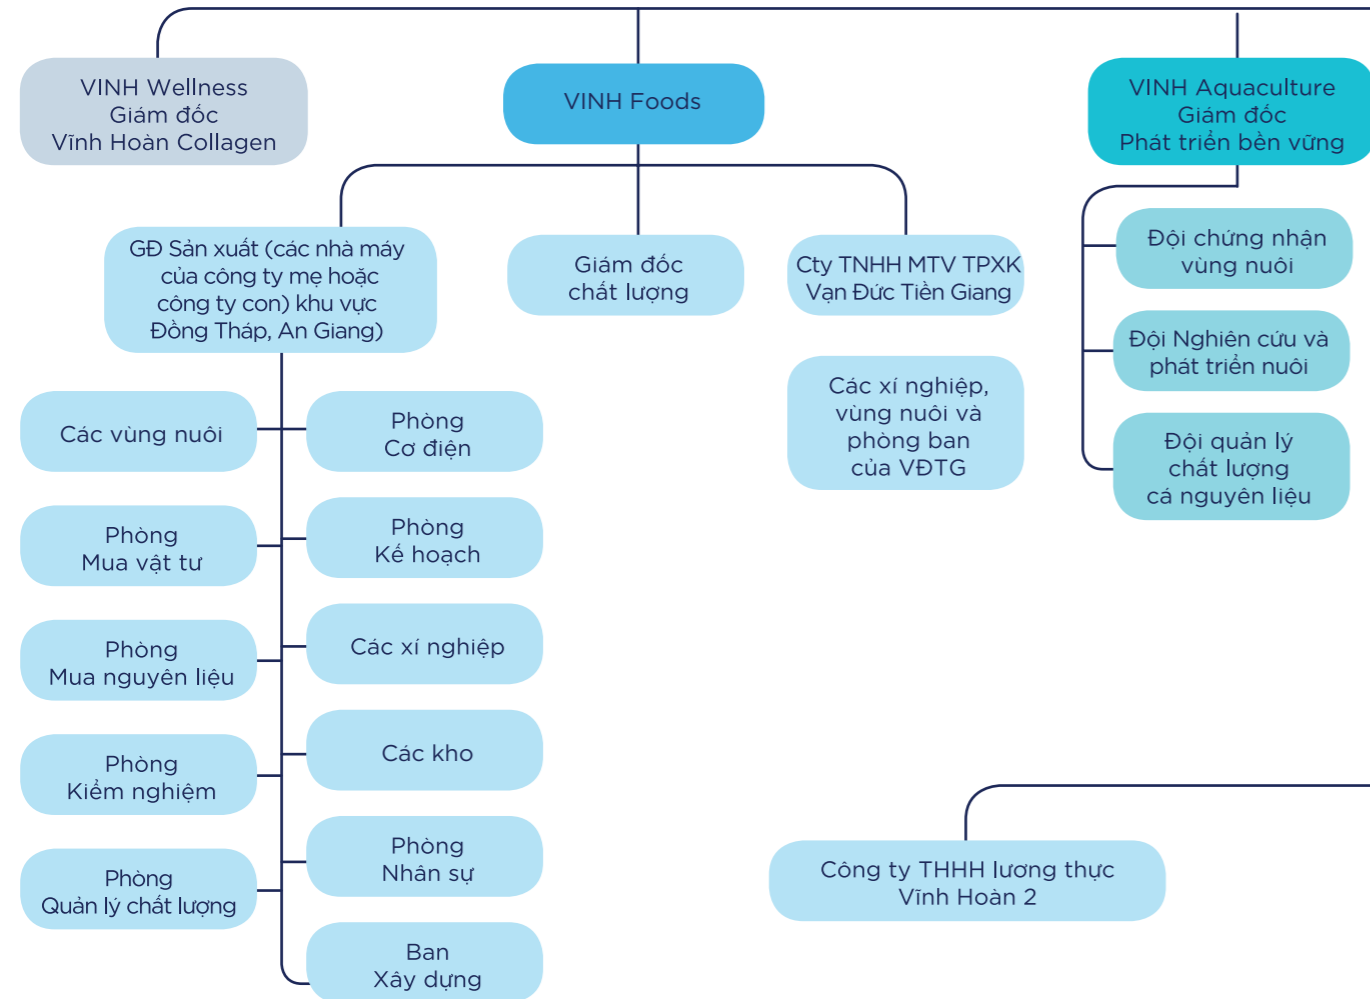 VINH Wellness
Giám đốc
Vĩnh Hoàn Collagen
VINH Foods
VINH Aquaculture
Giám đốc
Phát triển bền vững
GĐ Sản xuất (các nhà máy
của công ty mẹ hoặc
công ty con) khu vực
Đồng Tháp, An Giang)
Giám đốc
chất lượng
Cty TNHH MTV TPXK
Vạn Đức Tiền Giang
Các xí nghiệp,
vùng nuôi và
phòng ban
của VĐTG
Đội chứng nhận
vùng nuôi
Đội Nghiên cứu và
phát triển nuôi
Đội quản lý
chất lượng
cá nguyên liệu
Các vùng nuôi
Phòng
Cơ điện
Phòng
Mua vật tư
Phòng
Kế hoạch
Phòng
Mua nguyên liệu
Các xí nghiệp
Phòng
Kiểm nghiệm
Các kho
Phòng
Quản lý chất lượng
Phòng
Nhân sự
Ban
Xây dựng
Công ty THHH lương thực
Vĩnh Hoàn 2